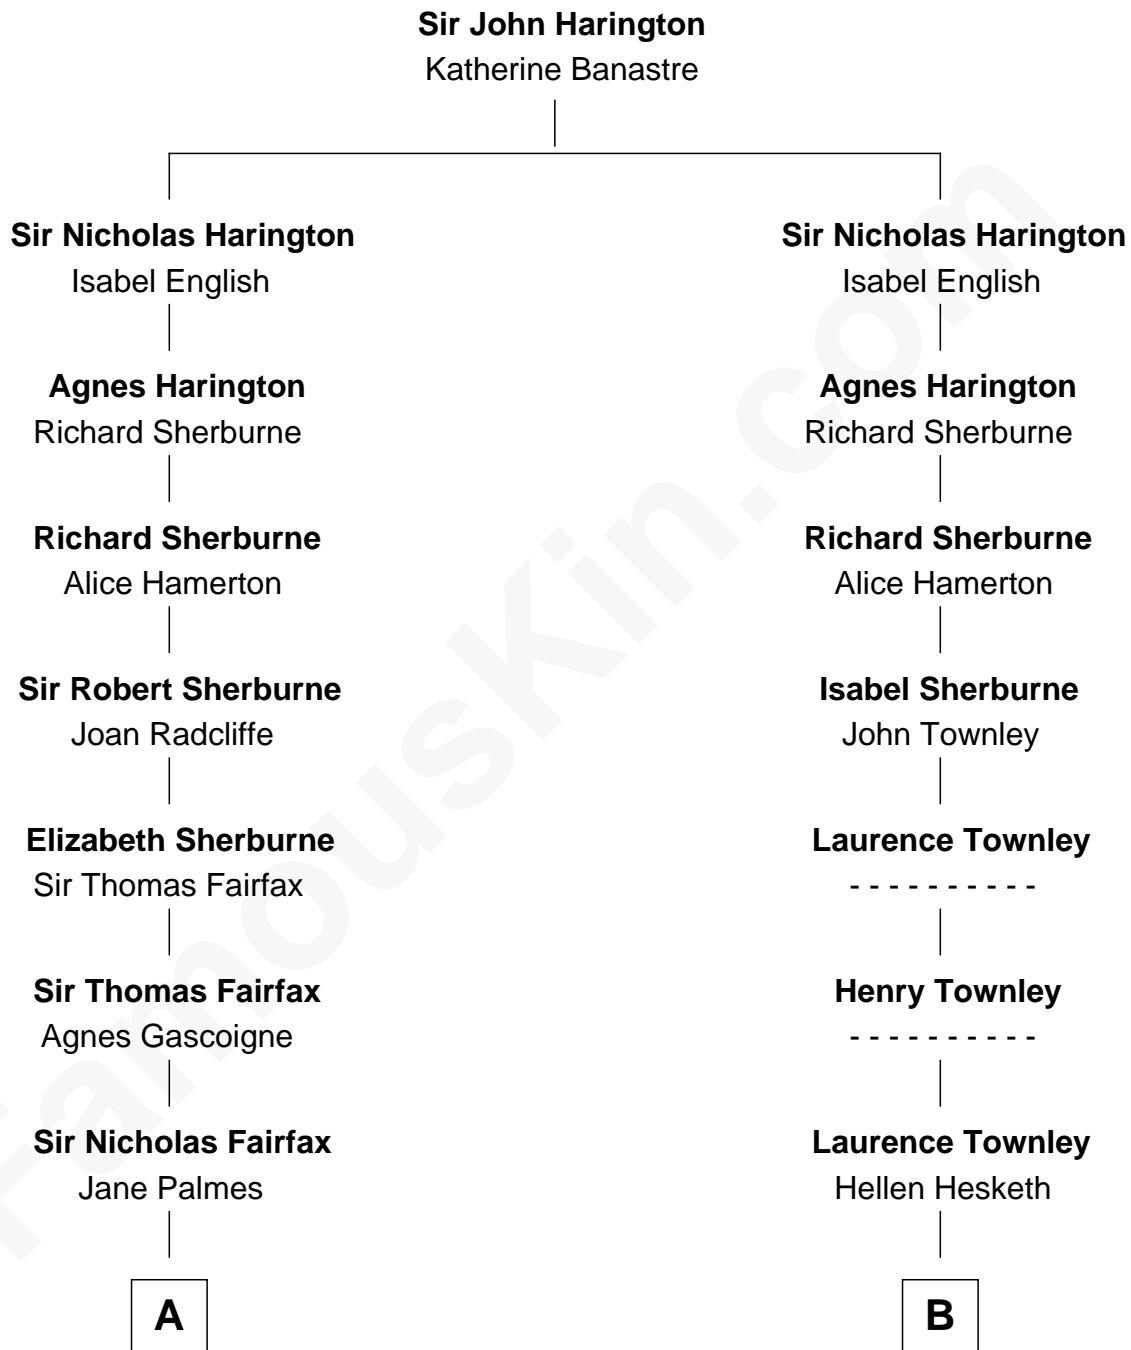 Sir John Harington
Katherine Banastre
Sir Nicholas Harington
Isabel English
Sir Nicholas Harington
Isabel English
Agnes Harington
Richard Sherburne
Agnes Harington
Richard Sherburne
Richard Sherburne
Alice Hamerton
Richard Sherburne
Alice Hamerton
Sir Robert Sherburne
Joan Radcliffe
Isabel Sherburne
John Townley
Elizabeth Sherburne
Sir Thomas Fairfax
Laurence Townley
- - - - - - - - - -
Sir Thomas Fairfax
Agnes Gascoigne
Henry Townley
- - - - - - - - - -
Sir Nicholas Fairfax
Jane Palmes
Laurence Townley
Hellen Hesketh
A
B
FamousKin.com